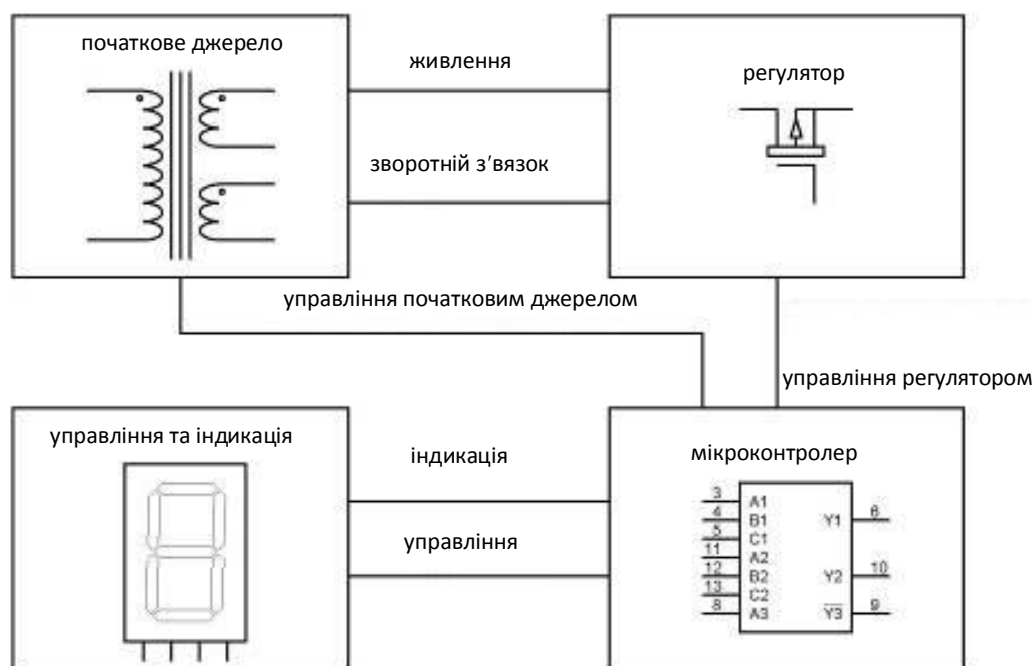 початкове джерело
живлення
регулятор
зворотній з’вязок
управління початковим джерелом
управління регулятором
управління та індикація
індикація
мікроконтролер
управління
3 A1
4 B1
5 C1
11 A2
12 B2
13 C2
8 A3
Y1 6
Y2 10
Y3 9